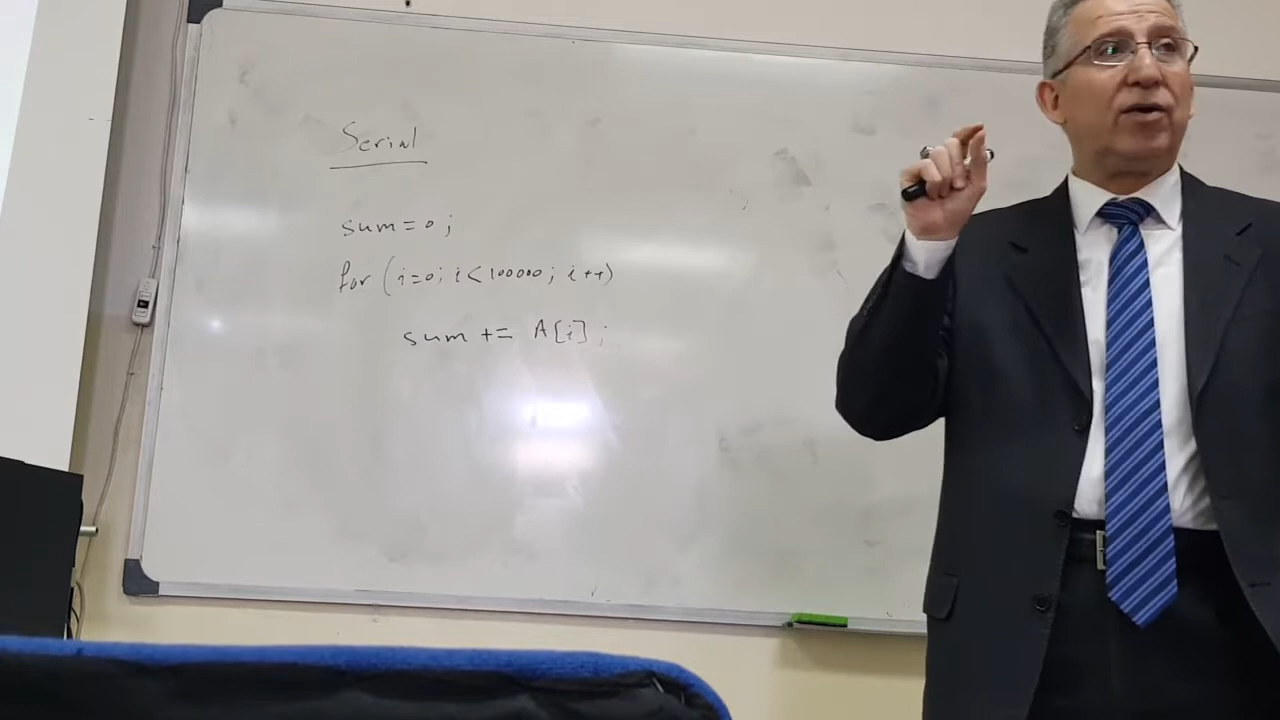 Serial
sum=0;
for (i=0; i<100000; i++)
sum += A[i];